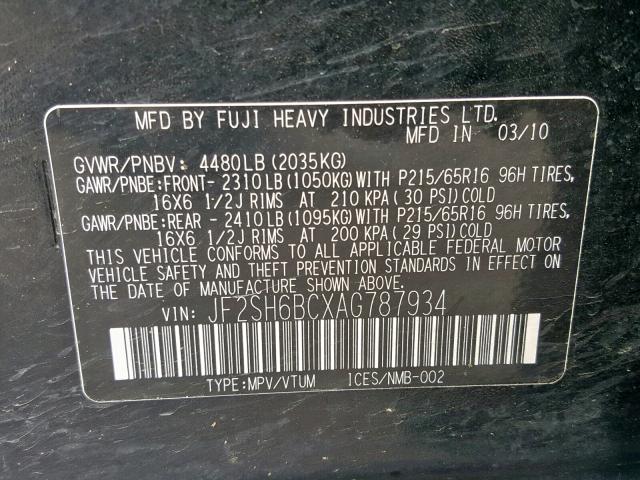 MFD BY FUJI HEAVY INDUSTRIES LTD.
MFD. IN 03/10
GVWR/PNBV: 4480LB(2035KG)
GAWR/PNBE:FRONT- 2310LB(1050KG)WITH P215/65R16 96H TIRES,
16X6 1/2J RIMS AT 210 KPA ( 30 PSI)COLD
GAWR/PNBE:REAR - 2410LB(1095KG)WITH P215/65R16 96H TIRES,
16X6 1/2J RIMS AT 200 KPA ( 29 PSI)COLD
THIS VEHICLE CONFORMS TO ALL APPLICABLE FEDERAL MOTOR
VEHICLE SAFETY AND THEFT PREVENTION STANDARDS IN EFFECT ON
THE DATE OF MANUFACTURE SHOWN ABOVE.
VIN: JF2SH6BCXAG787934
TYPE:MPV/VTUM ICES/NMB-002